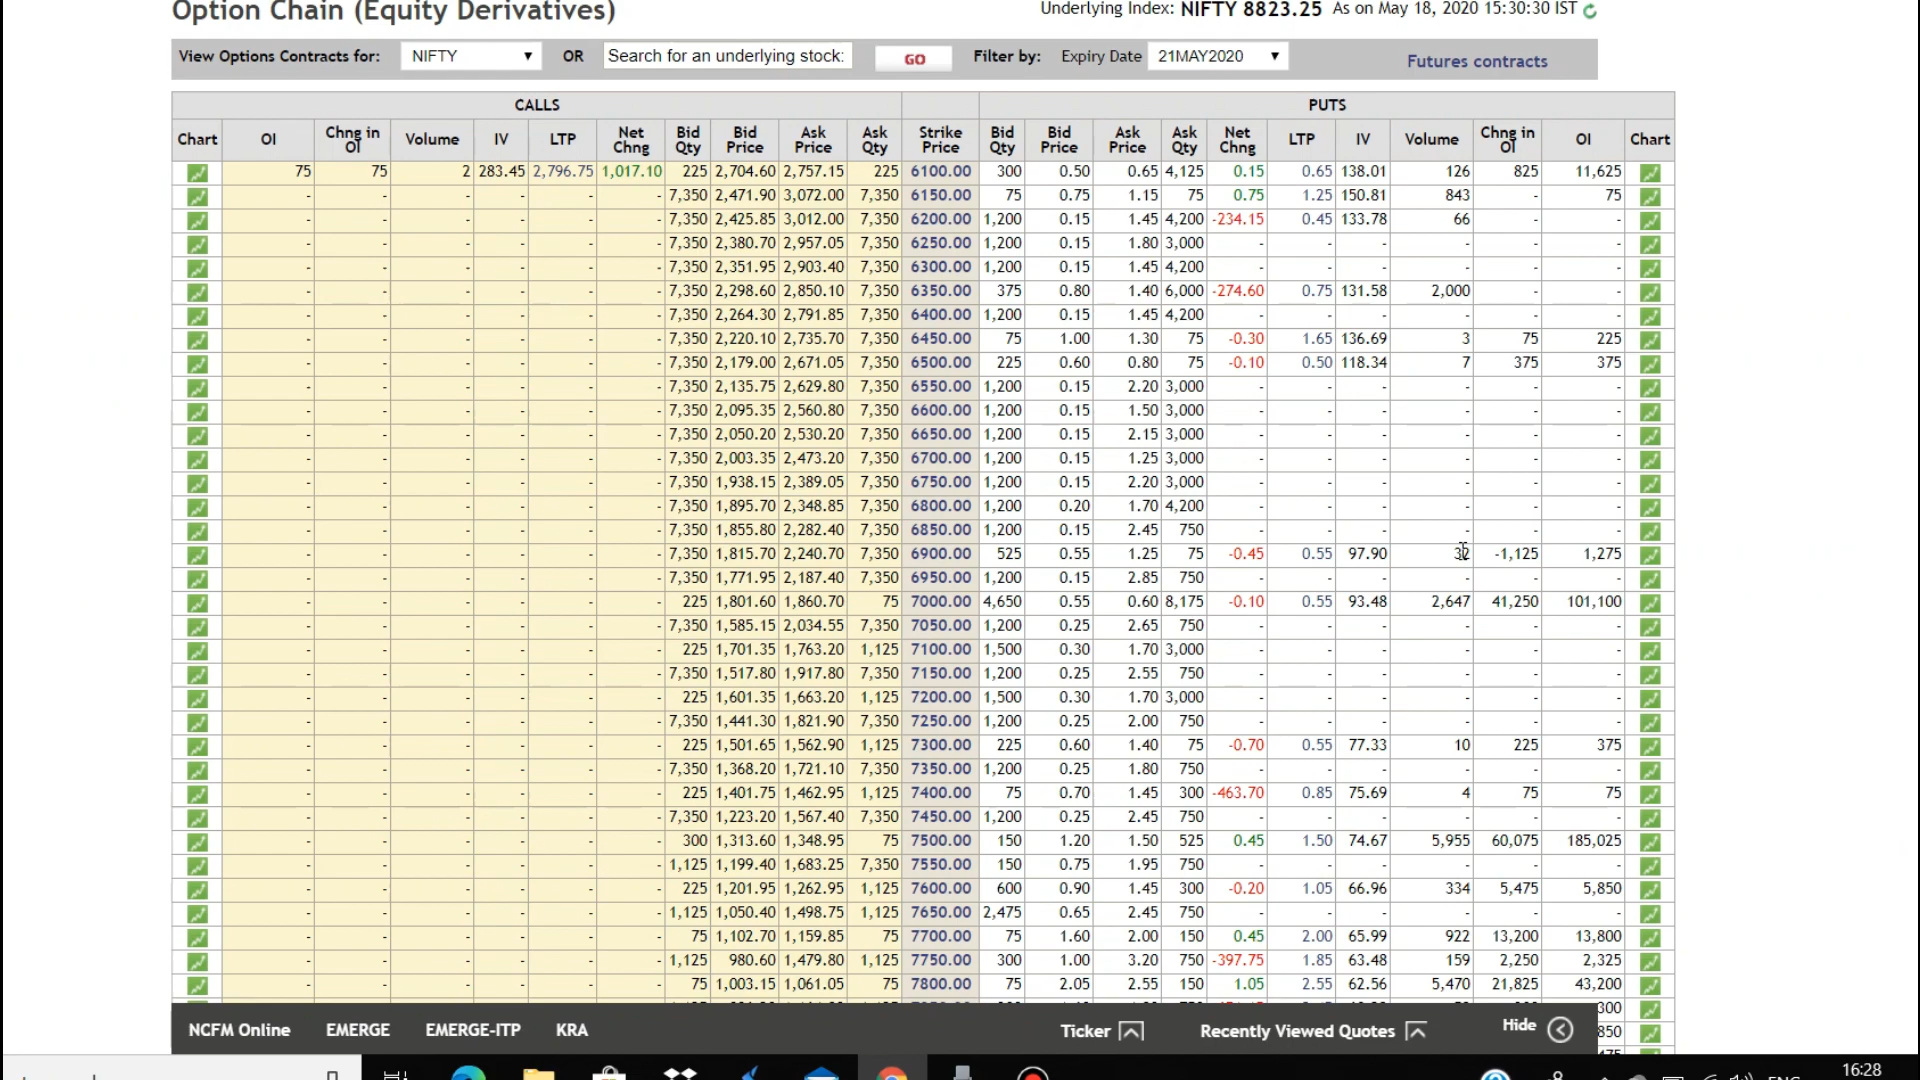 Option Chain (Equity Derivatives)
Underlying Index: NIFTY 8823.25 As on May 18, 2020 15:30:30 IST
View Options Contracts for: NIFTY OR Search for an underlying stock: GO Filter by: Expiry Date 21MAY2020 Futures contracts
CALLS PUTS
Chart OI Chng in OI Volume IV LTP Net Chng Bid Qty Bid Price Ask Price Ask Qty Strike Price Bid Qty Bid Price Ask Price Ask Qty Net Chng LTP IV Volume Chng in OI OI Chart
75 75 2 283.45 2,796.75 1,017.10 225 2,704.60 2,757.15 225 6100.00 300 0.50 0.65 4,125 0.15 0.65 138.01 126 825 11,625
- - - - - - 7,350 2,471.90 3,072.00 7,350 6150.00 75 0.75 1.15 75 0.75 1.25 150.81 843 - 75
- - - - - - 7,350 2,425.85 3,012.00 7,350 6200.00 1,200 0.15 1.45 4,200 -234.15 0.45 133.78 66 - -
- - - - - - 7,350 2,380.70 2,957.05 7,350 6250.00 1,200 0.15 1.80 3,000 - - - - - -
- - - - - - 7,350 2,351.95 2,903.40 7,350 6300.00 1,200 0.15 1.45 4,200 - - - - - -
- - - - - - 7,350 2,298.60 2,850.10 7,350 6350.00 375 0.80 1.40 6,000 -274.60 0.75 131.58 2,000 - -
- - - - - - 7,350 2,264.30 2,791.85 7,350 6400.00 1,200 0.15 1.45 4,200 - - - - - -
- - - - - - 7,350 2,220.10 2,735.70 7,350 6450.00 75 1.00 1.30 75 -0.30 1.65 136.69 3 75 225
- - - - - - 7,350 2,179.00 2,671.05 7,350 6500.00 225 0.60 0.80 75 -0.10 0.50 118.34 7 375 375
- - - - - - 7,350 2,135.75 2,629.80 7,350 6550.00 1,200 0.15 2.20 3,000 - - - - - -
- - - - - - 7,350 2,095.35 2,560.80 7,350 6600.00 1,200 0.15 1.50 3,000 - - - - - -
- - - - - - 7,350 2,050.20 2,530.20 7,350 6650.00 1,200 0.15 2.15 3,000 - - - - - -
- - - - - - 7,350 2,003.35 2,473.20 7,350 6700.00 1,200 0.15 1.25 3,000 - - - - - -
- - - - - - 7,350 1,938.15 2,389.05 7,350 6750.00 1,200 0.15 2.20 3,000 - - - - - -
- - - - - - 7,350 1,895.70 2,348.85 7,350 6800.00 1,200 0.20 1.70 4,200 - - - - - -
- - - - - - 7,350 1,855.80 2,282.40 7,350 6850.00 1,200 0.15 2.45 750 - - - - - -
- - - - - - 7,350 1,815.70 2,240.70 7,350 6900.00 525 0.55 1.25 75 -0.45 0.55 97.90 32 -1,125 1,275
- - - - - - 7,350 1,771.95 2,187.40 7,350 6950.00 1,200 0.15 2.85 750 - - - - - -
- - - - - - 225 1,801.60 1,860.70 75 7000.00 4,650 0.55 0.60 8,175 -0.10 0.55 93.48 2,647 41,250 101,100
- - - - - - 7,350 1,585.15 2,034.55 7,350 7050.00 1,200 0.25 2.65 750 - - - - - -
- - - - - - 225 1,701.35 1,763.20 1,125 7100.00 1,500 0.30 1.70 3,000 - - - - - -
- - - - - - 7,350 1,517.80 1,917.80 7,350 7150.00 1,200 0.25 2.55 750 - - - - - -
- - - - - - 225 1,601.35 1,663.20 1,125 7200.00 1,500 0.30 1.70 3,000 - - - - - -
- - - - - - 7,350 1,441.30 1,821.90 7,350 7250.00 1,200 0.25 2.00 750 - - - - - -
- - - - - - 225 1,501.65 1,562.90 1,125 7300.00 225 0.60 1.40 75 -0.70 0.55 77.33 10 225 375
- - - - - - 7,350 1,368.20 1,721.10 7,350 7350.00 1,200 0.25 1.80 750 - - - - - -
- - - - - - 225 1,401.75 1,462.95 1,125 7400.00 75 0.70 1.45 300 -463.70 0.85 75.69 4 75 75
- - - - - - 7,350 1,223.20 1,567.40 7,350 7450.00 1,200 0.25 2.45 750 - - - - - -
- - - - - - 300 1,313.60 1,348.95 75 7500.00 150 1.20 1.50 525 0.45 1.50 74.67 5,955 60,075 185,025
- - - - - - 1,125 1,199.40 1,683.25 7,350 7550.00 150 0.75 1.95 750 - - - - - -
- - - - - - 225 1,201.95 1,262.95 1,125 7600.00 600 0.90 1.45 300 -0.20 1.05 66.96 334 5,475 5,850
- - - - - - 1,125 1,050.40 1,498.75 1,125 7650.00 2,475 0.65 2.45 750 - - - - - -
- - - - - - 75 1,102.70 1,159.85 75 7700.00 75 1.60 2.00 150 0.45 2.00 65.99 922 13,200 13,800
- - - - - - 1,125 980.60 1,479.80 1,125 7750.00 300 1.00 3.20 750 -397.75 1.85 63.48 159 2,250 2,325
- - - - - - 75 1,003.15 1,061.05 75 7800.00 75 2.05 2.55 150 1.05 2.55 62.56 5,470 21,825 43,200
300
850
NCFM Online EMERGE EMERGE-ITP KRA Ticker Recently Viewed Quotes Hide
16:28